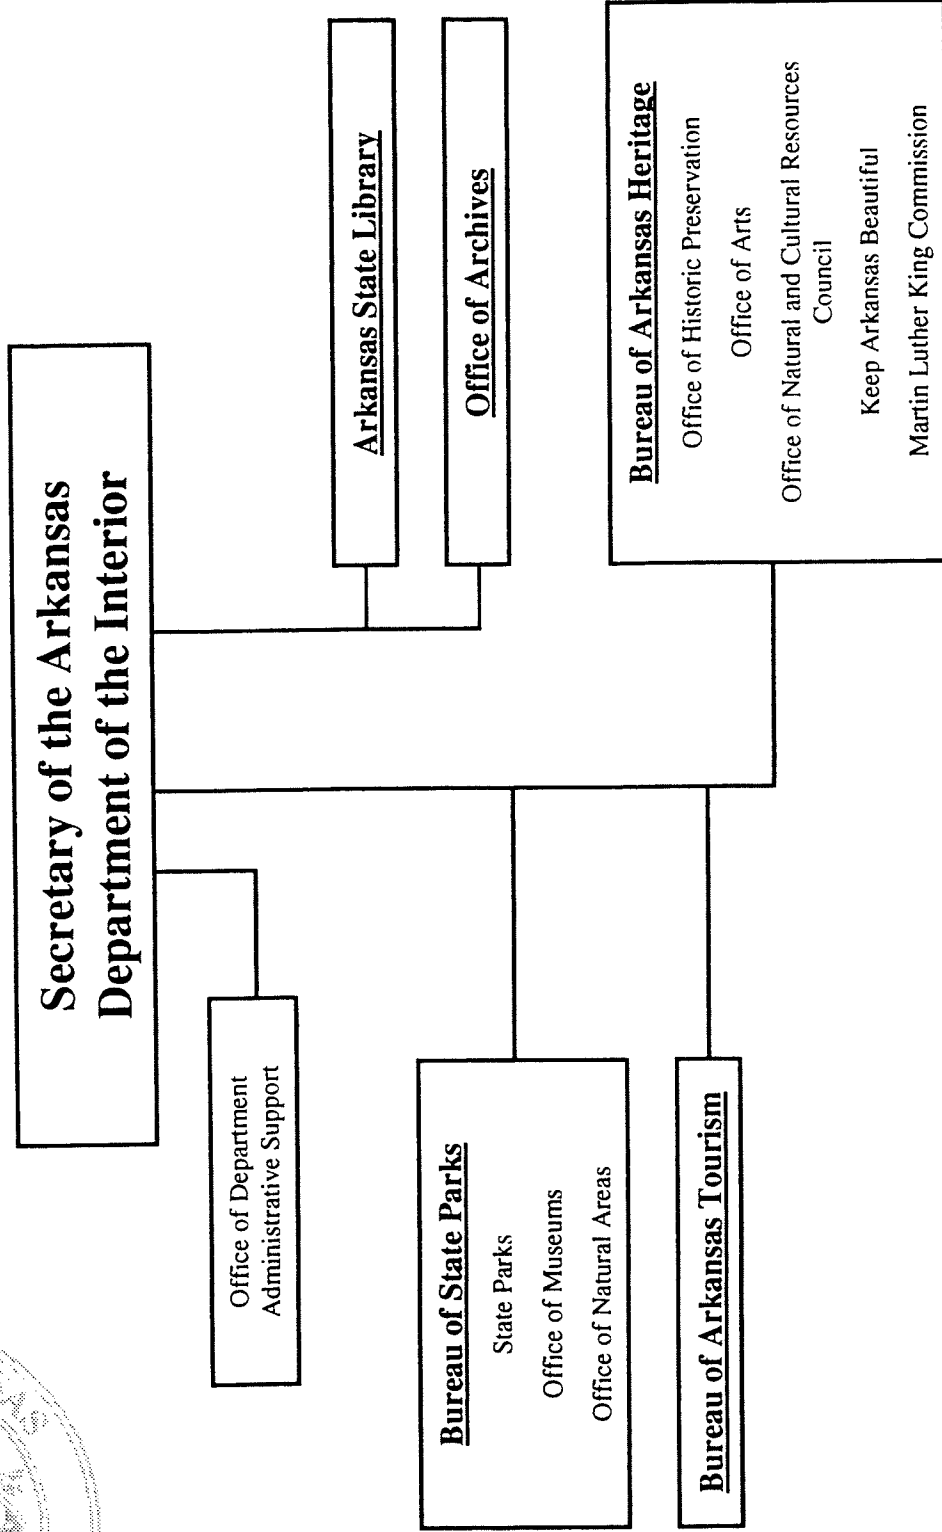 Secretary of the Arkansas
Department of the Interior
Office of Department
Administrative Support
Arkansas State Library
Office of Archives
Bureau of State Parks
State Parks
Office of Museums
Office of Natural Areas
Bureau of Arkansas Tourism
Bureau of Arkansas Heritage
Office of Historic Preservation
Office of Arts
Office of Natural and Cultural Resources
Council
Keep Arkansas Beautiful
Martin Luther King Commission